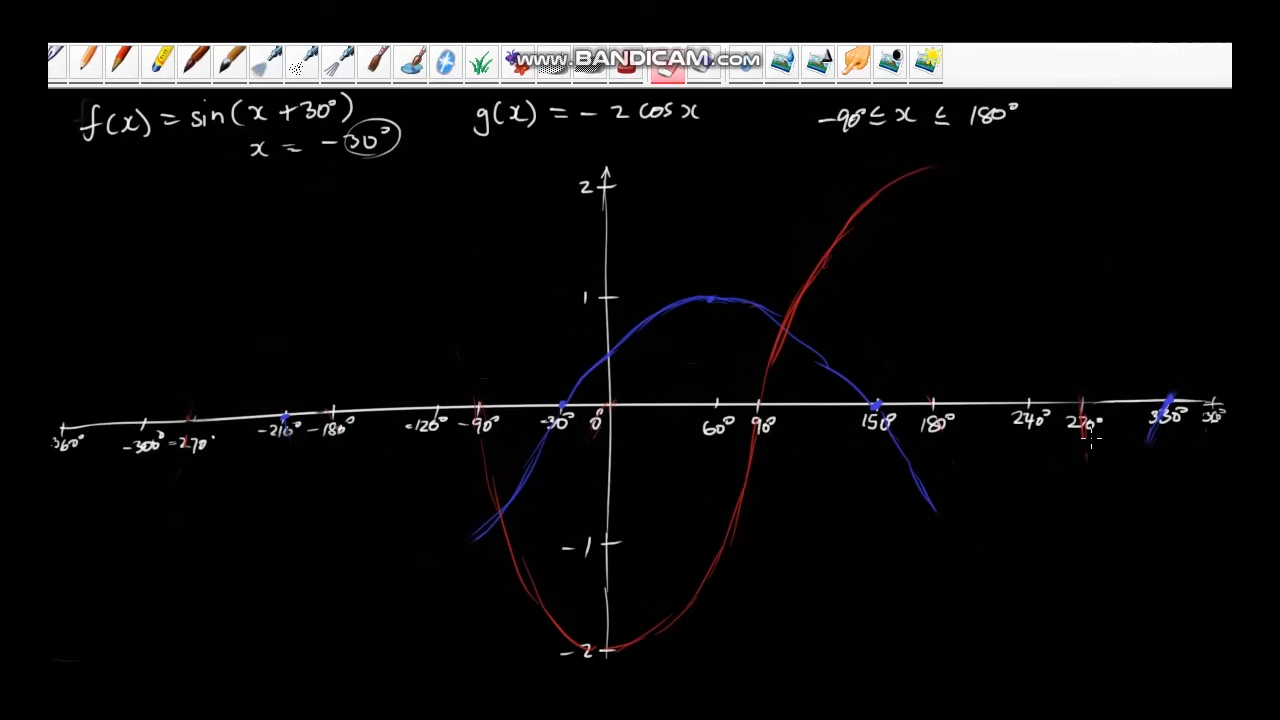 www.BANDICAM.com
f(x) = sin(x + 30°) g(x) = - 2 cos x -90° ≤ x ≤ 180°
x = -30°
2
1
-360° -300° -270° -210° -180° -120° -90° -30° 0° 60° 90° 150° 180° 240° 270° 330°
-1
-2